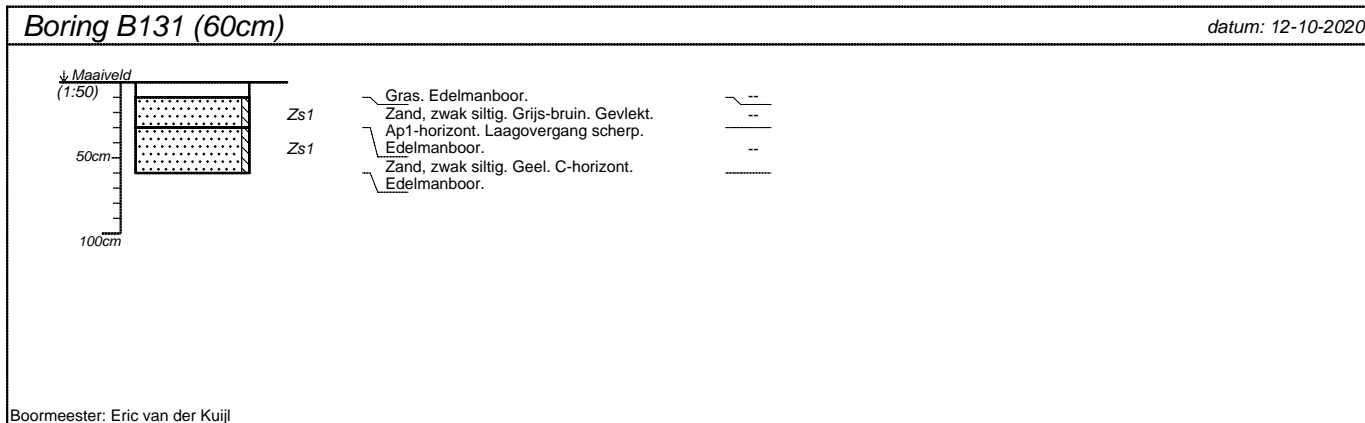 Boring B131 (60cm)
datum: 12-10-2020
Maaiveld
(1:50)
50cm
100cm
Zs1
Zs1
Gras. Edelmanboor.
Zand, zwak siltig. Grijs-bruin. Gevlekt.
Ap1-horizont. Laagovergang scherp.
Edelmanboor.
Zand, zwak siltig. Geel. C-horizont.
Edelmanboor.
--
--
--
Boormeester: Eric van der Kuijl